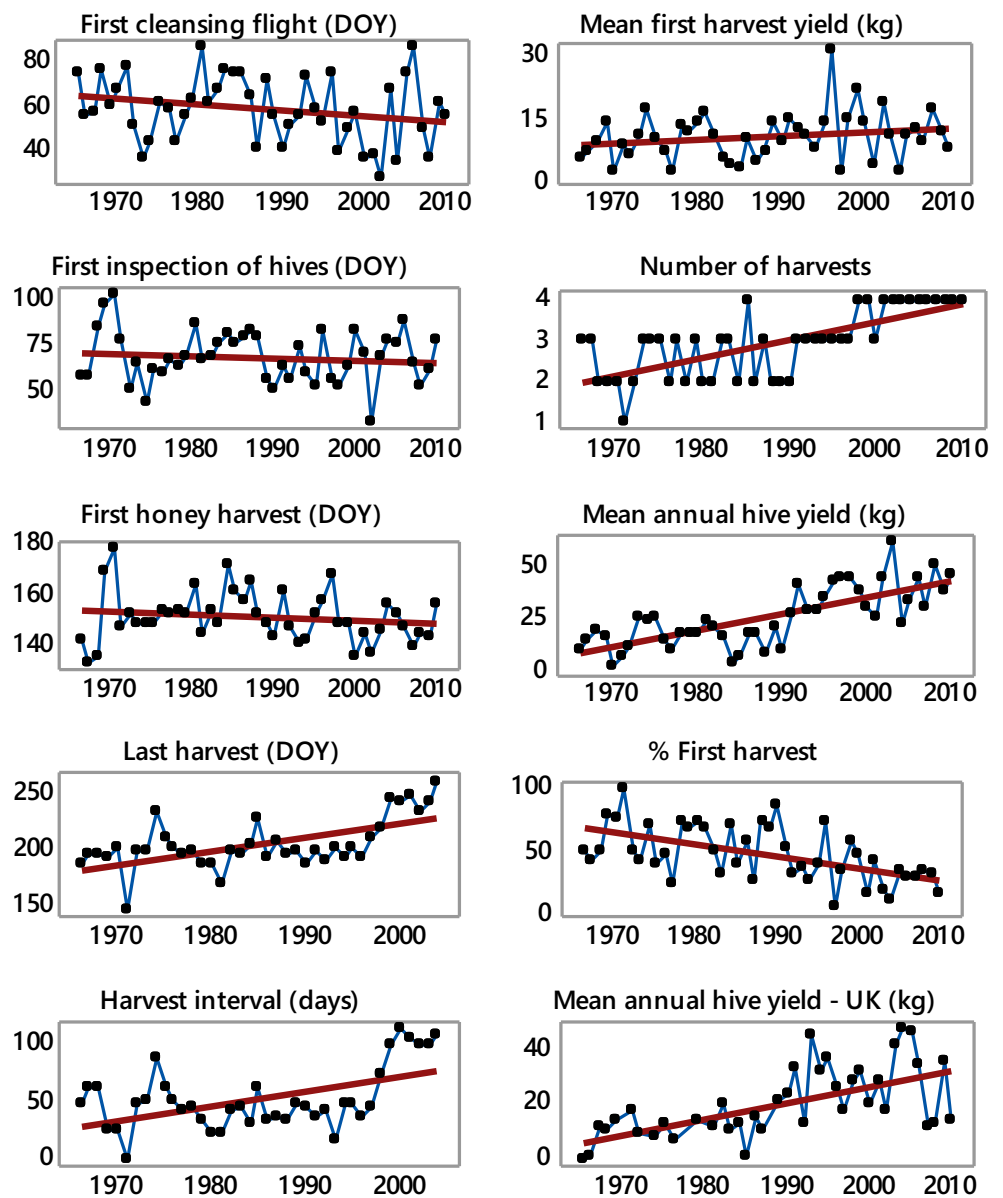 First cleansing flight (DOY)
80
60
40
1970 1980 1990 2000 2010
Mean first harvest yield (kg)
30
15
0
1970 1980 1990 2000 2010
First inspection of hives (DOY)
100
75
50
1970 1980 1990 2000 2010
Number of harvests
4
3
2
1
1970 1980 1990 2000 2010
First honey harvest (DOY)
180
160
140
1970 1980 1990 2000 2010
Mean annual hive yield (kg)
50
25
0
1970 1980 1990 2000 2010
Last harvest (DOY)
250
200
150
1970 1980 1990 2000
% First harvest
100
50
0
1970 1980 1990 2000 2010
Harvest interval (days)
100
50
0
1970 1980 1990 2000
Mean annual hive yield - UK (kg)
40
20
0
1970 1980 1990 2000 2010